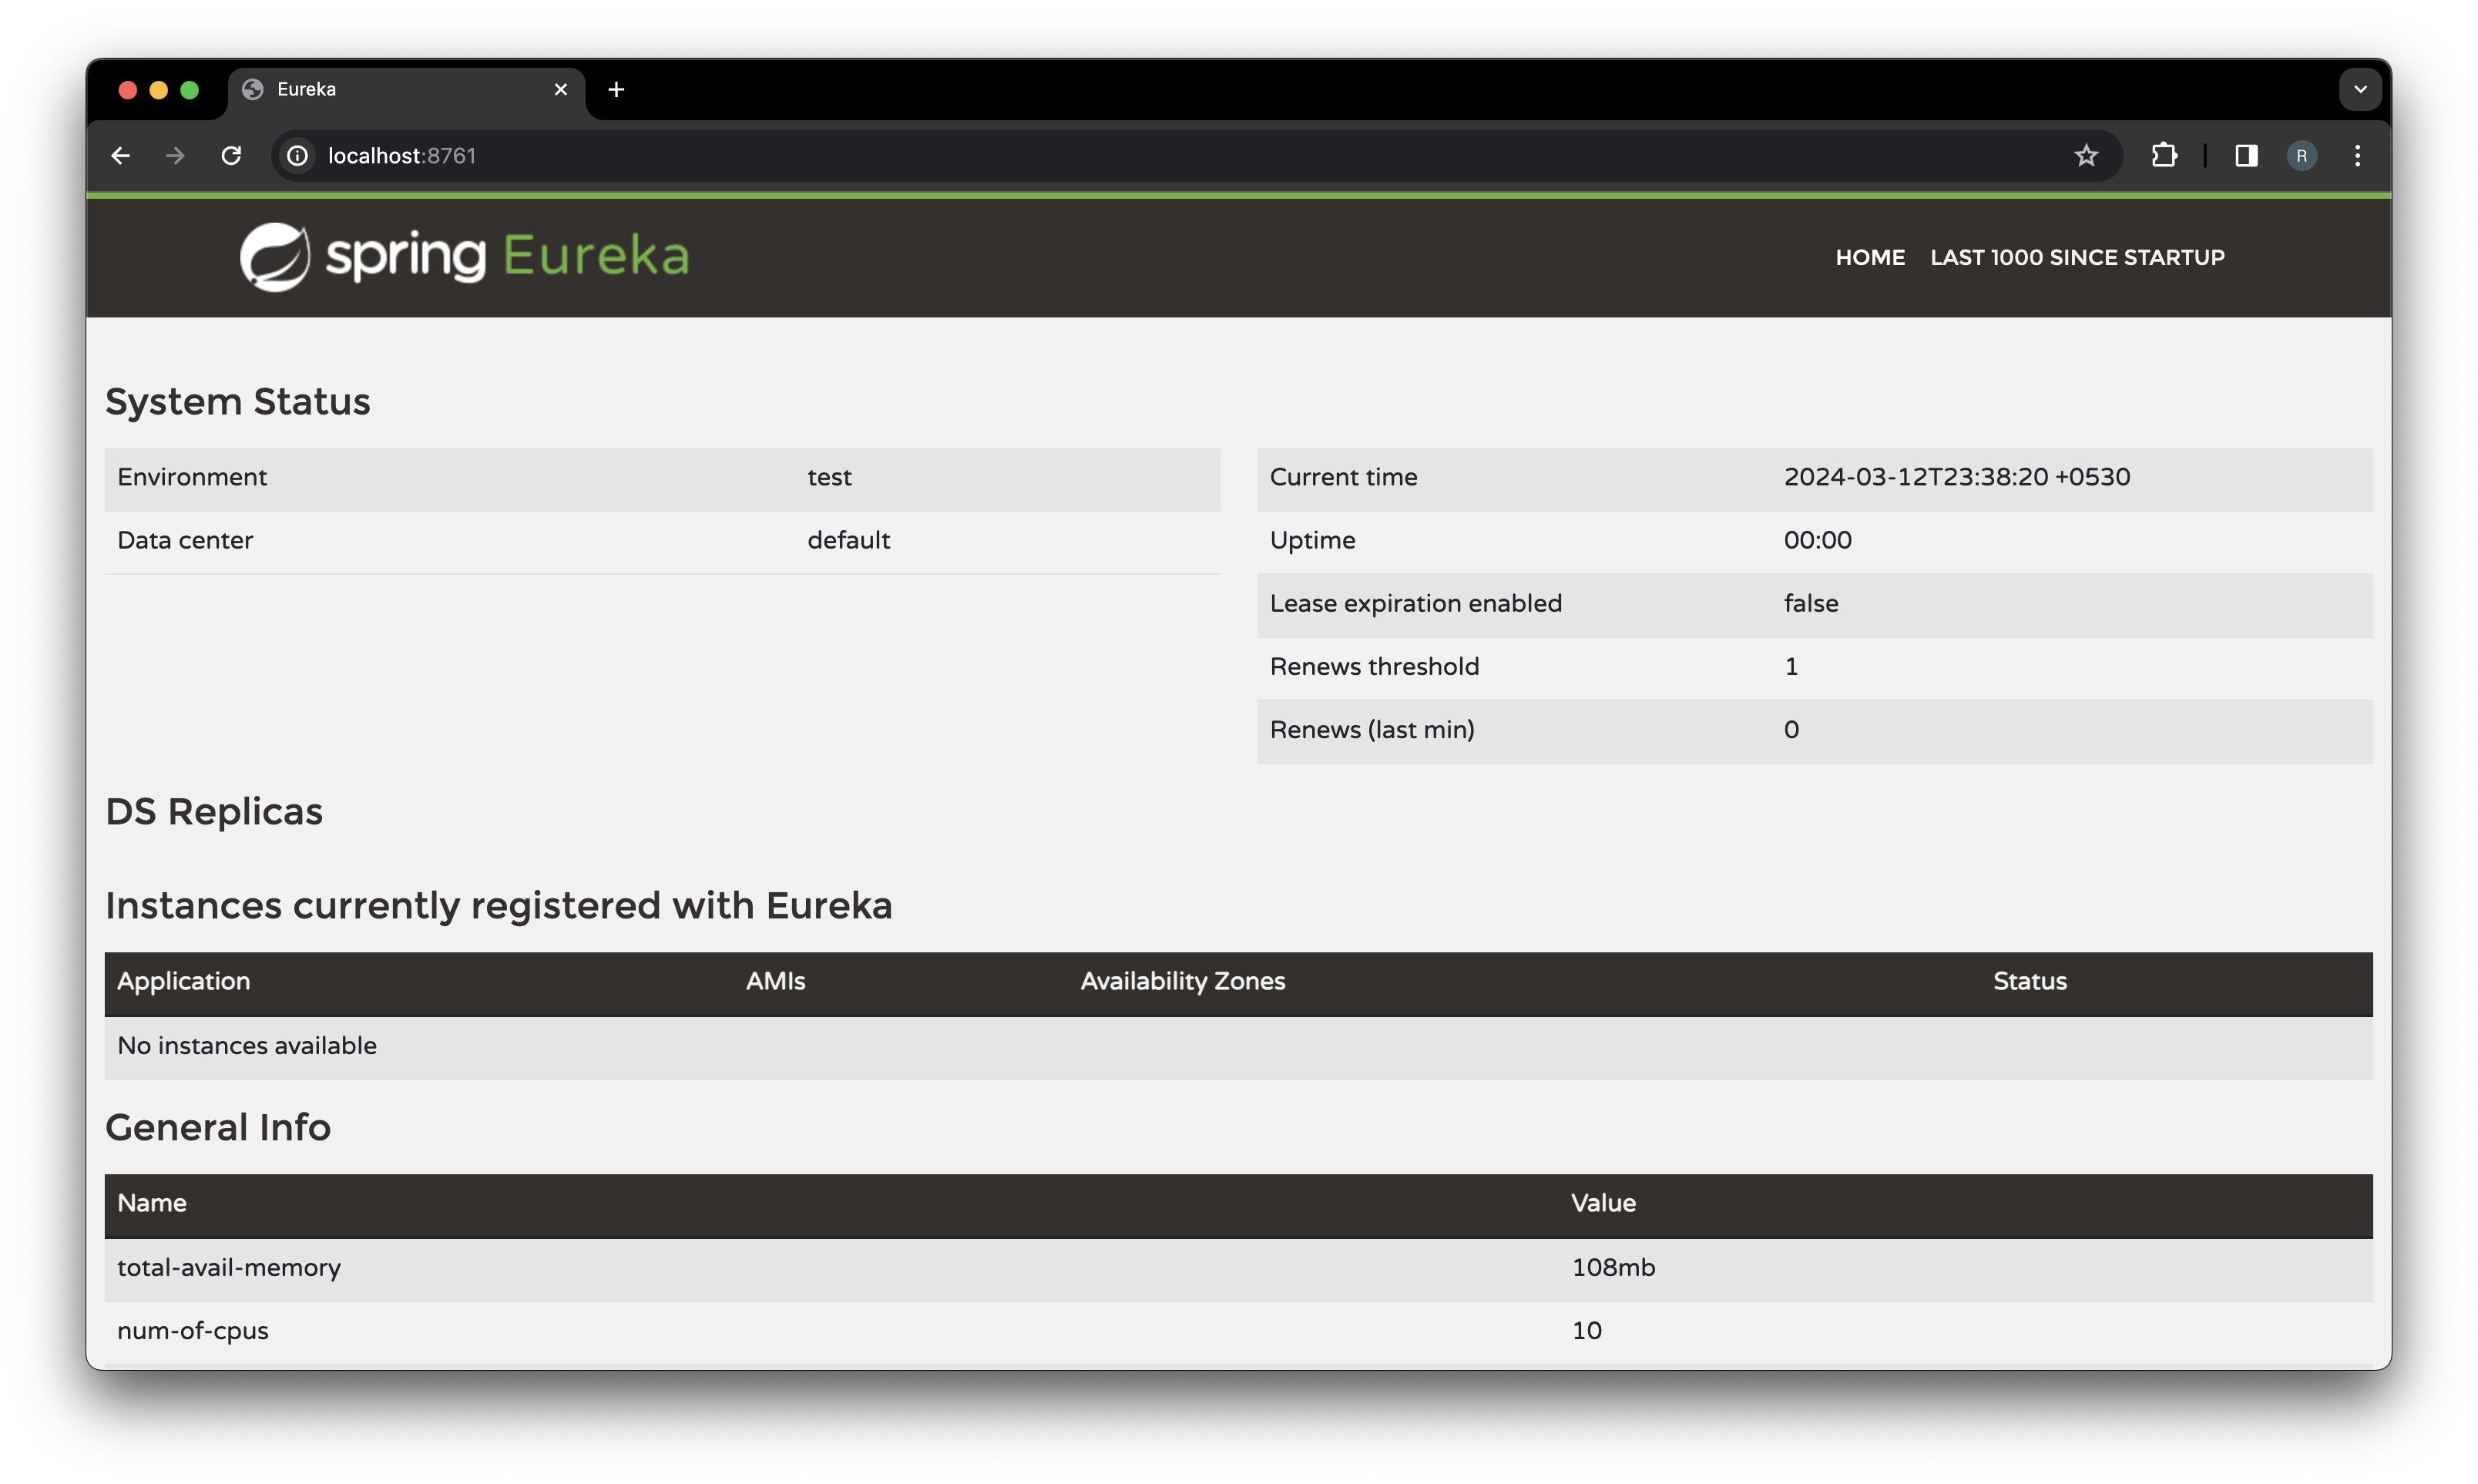 Eureka
localhost:8761
R
spring Eureka
HOME LAST 1000 SINCE STARTUP
System Status
Environment test
Data center default
Current time 2024-03-12T23:38:20 +0530
Uptime 00:00
Lease expiration enabled false
Renews threshold 1
Renews (last min) 0
DS Replicas
Instances currently registered with Eureka
Application AMIs Availability Zones Status
No instances available
General Info
Name Value
total-avail-memory 108mb
num-of-cpus 10